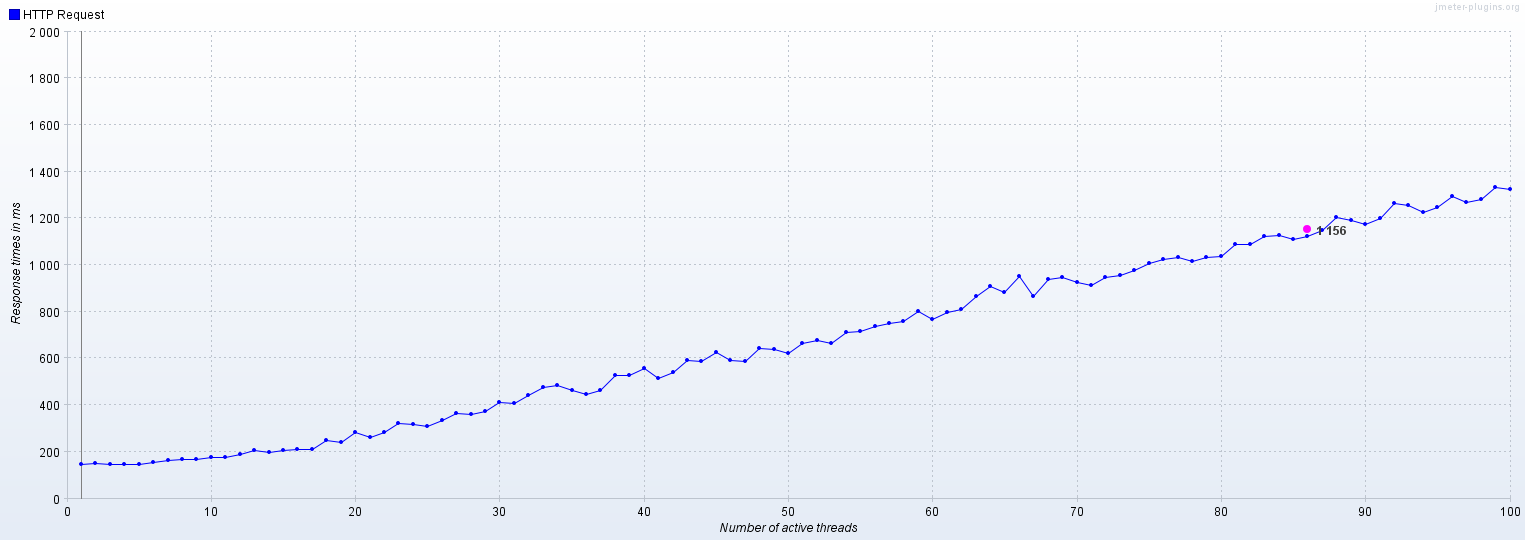 jmeter-plugins.org
HTTP Request
2 000
1 800
1 600
1 400
1 200
1 000
800
600
400
200
0
Response times in ms
1 156
0 10 20 30 40 50 60 70 80 90 100
Number of active threads